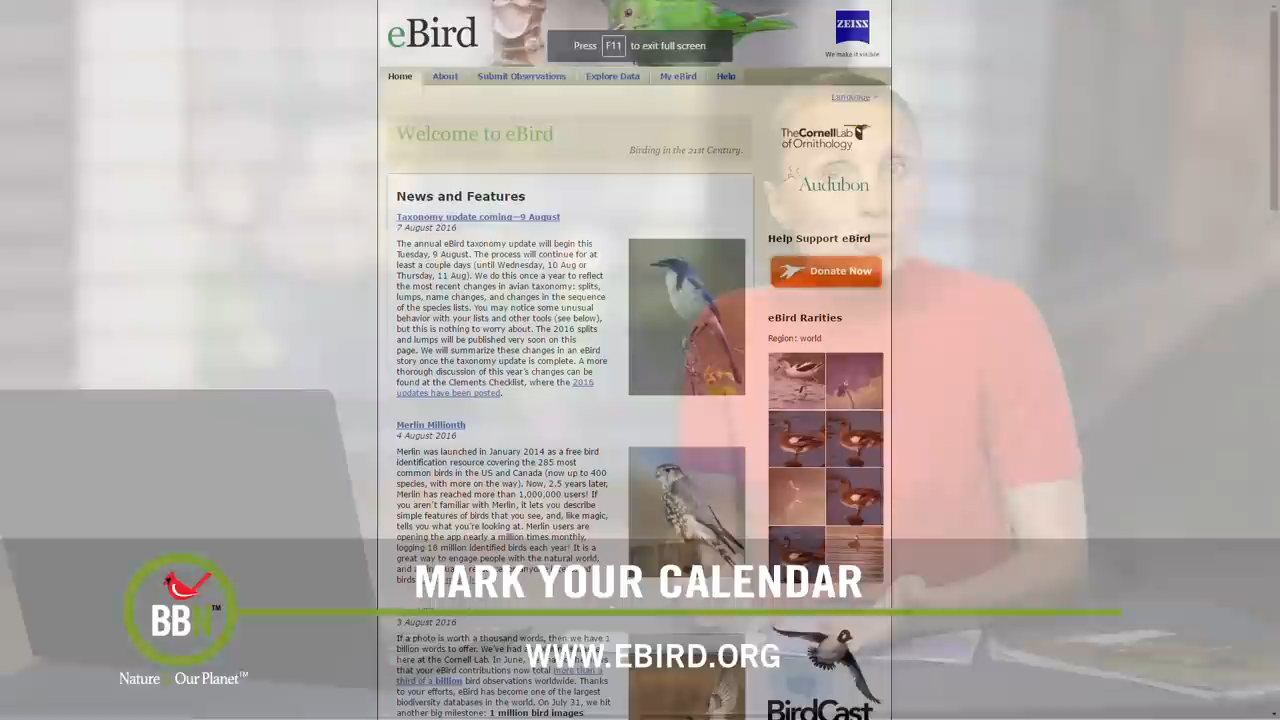 eBird
Press F11 to exit full screen
ZEISS
We make it visible
Home About Submit Observations Explore Data My eBird Help
Language
Welcome to eBird
Birding in the 21st Century.
TheCornellLab
of Ornithology
Audubon
News and Features
Taxonomy update coming—9 August
7 August 2016
The annual eBird taxonomy update will begin this
Tuesday, 9 August. The process will continue for at
least a couple days (until Wednesday, 10 Aug or
Thursday, 11 Aug). We do this once a year to reflect
the most recent changes in avian taxonomy: splits,
lumps, name changes, and changes in the sequence
of the species lists. You may notice some unusual
behavior with your lists and other tools (see below),
but this is nothing to worry about. The 2016 splits
and lumps will be published very soon on this
page. We will summarize these changes in an eBird
story once the taxonomy update is complete. A more
thorough discussion of this year's changes can be
found at the Clements Checklist, where the 2016
updates have been posted.
Help Support eBird
Donate Now
eBird Rarities
Region: world
Merlin Millionth
4 August 2016
Merlin was launched in January 2014 as a free bird
identification resource covering the 285 most
common birds in the US and Canada (now up to 400
species, with more on the way). Now, 2.5 years later,
Merlin has reached more than 1,000,000 users! If
you aren't familiar with Merlin, it lets you describe
simple features of birds that you see, and, like magic,
tells you what you're looking at. Merlin users are
opening the app nearly a million times monthly,
logging 18 million identified birds each year! It is a
great way to engage people with the natural world,
birds
MARK YOUR CALENDAR
BBN™
Nature is Our Planet™
WWW.EBIRD.ORG
3 August 2016
If a photo is worth a thousand words, then we have 1
billion words to offer. We've had
here at the Cornell Lab. In June,
that your eBird contributions now total more than a
third of a billion bird observations worldwide. Thanks
to your efforts, eBird has become one of the largest
biodiversity databases in the world. On July 31, we hit
another big milestone: 1 million bird images
BirdCast